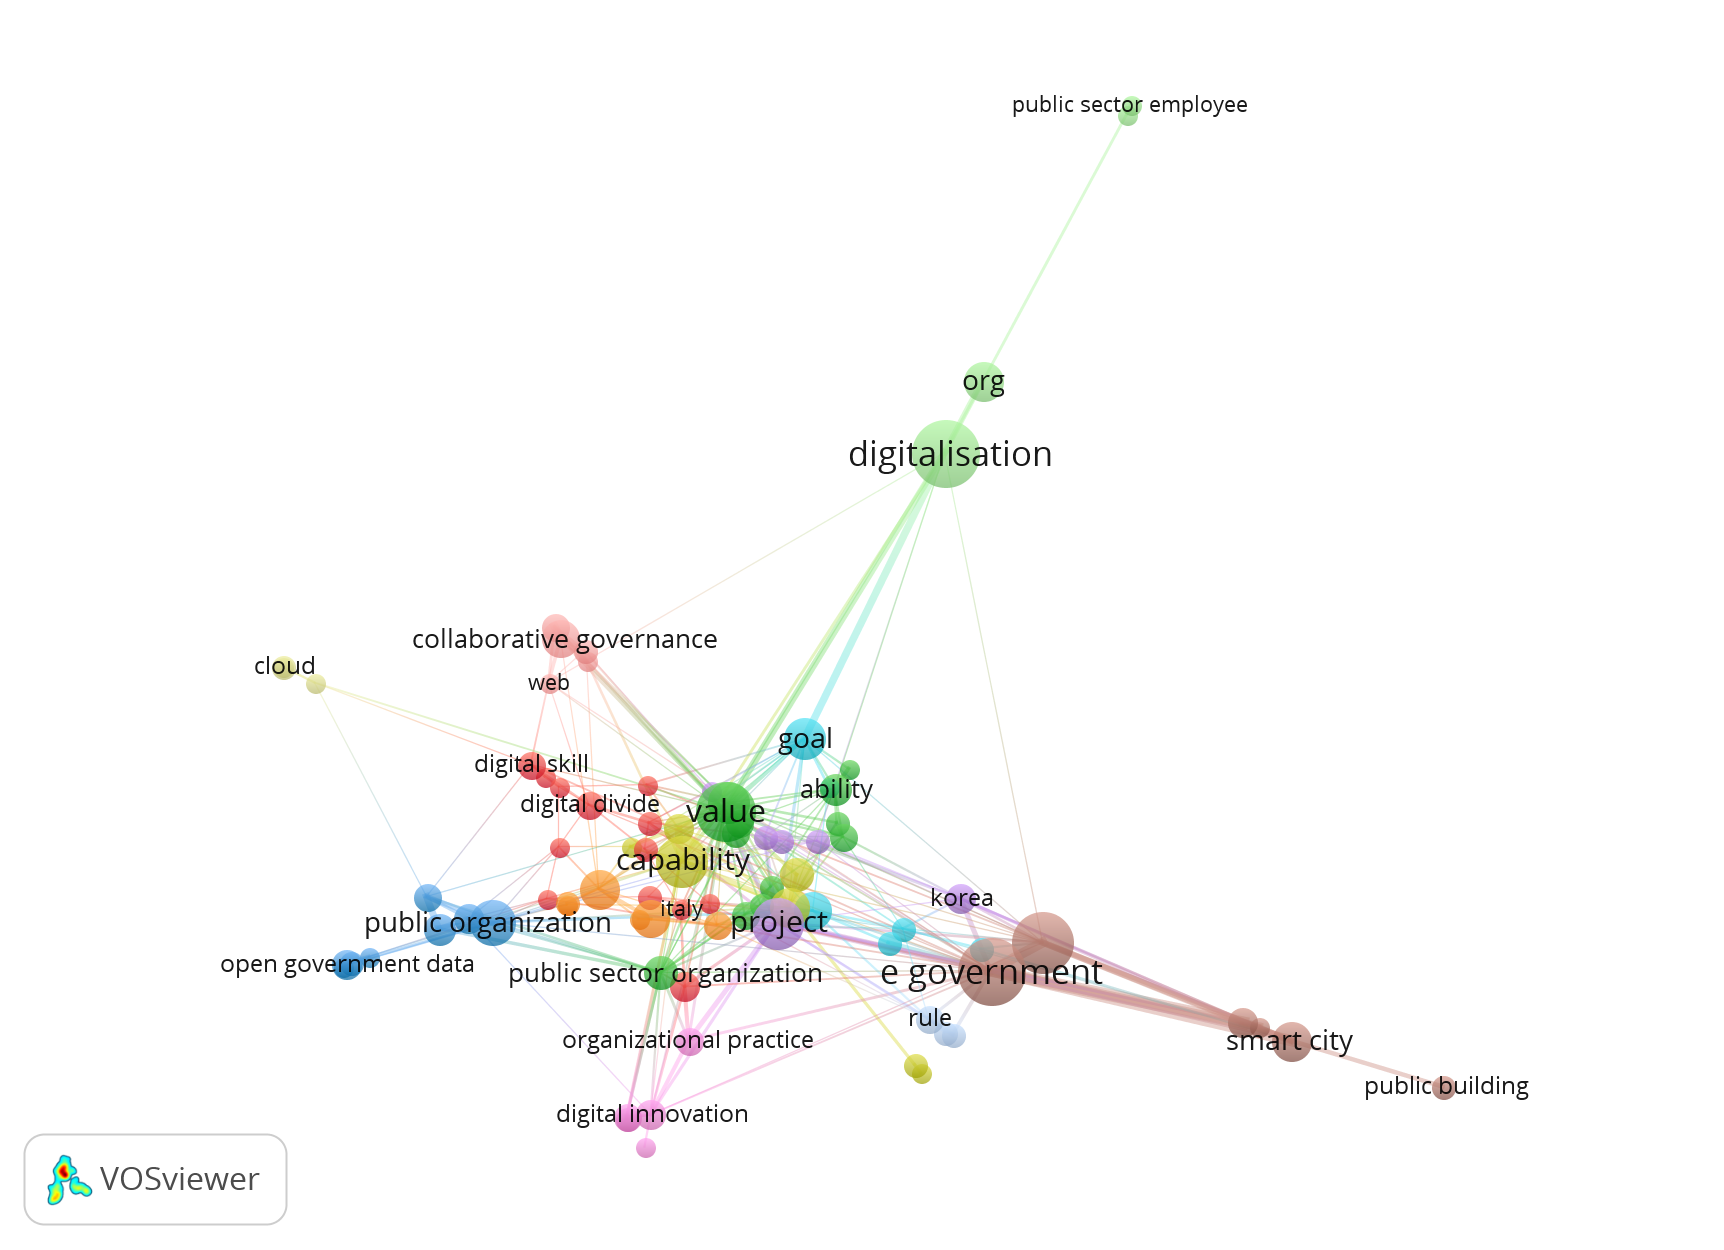 public sector employee
org
digitalisation
collaborative governance
cloud
web
goal
digital skill
ability
digital divide
value
capability
korea
italy
public organization
project
open government data
public sector organization
e government
rule
organizational practice
smart city
public building
digital innovation
VOSviewer